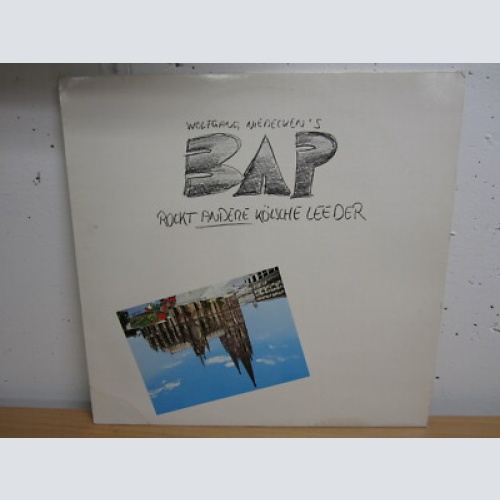 WOLFGANG NIEDECKEN'S
BAP
ROCKT ANDERE KÖLSCHE LEEDER